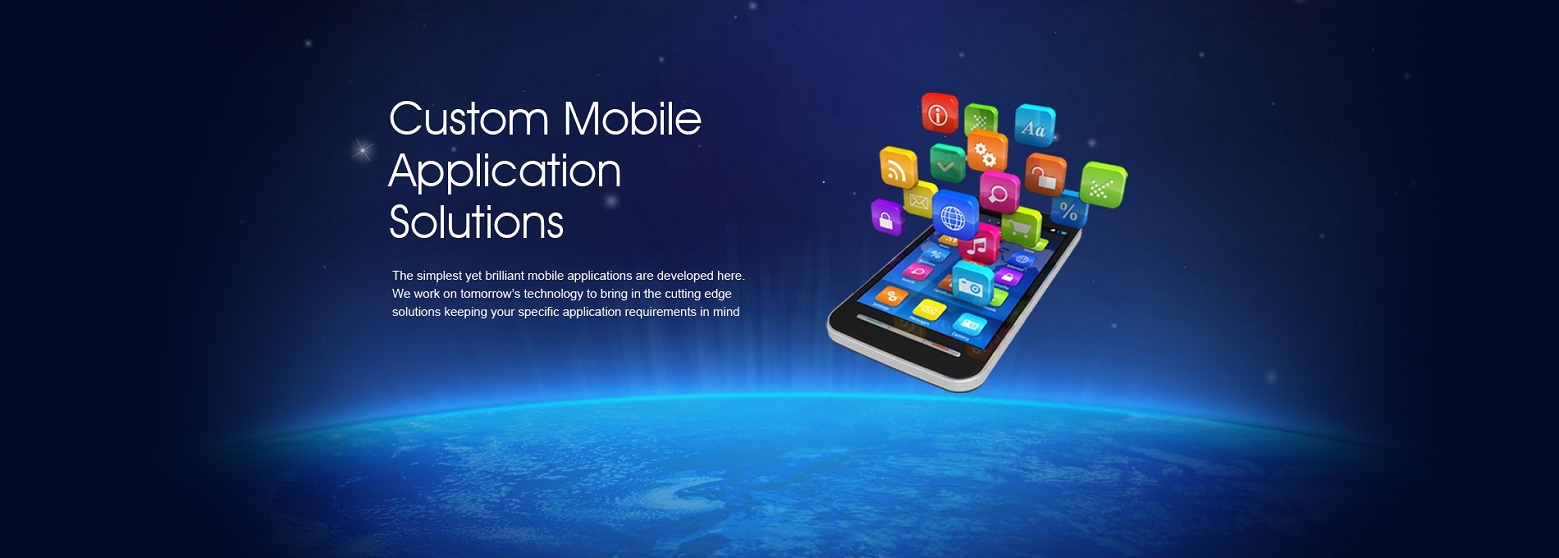 Custom Mobile
Application
Solutions
The simplest yet brilliant mobile applications are developed here.
We work on tomorrow's technology to bring in the cutting edge
solutions keeping your specific application requirements in mind
Aa
%
%